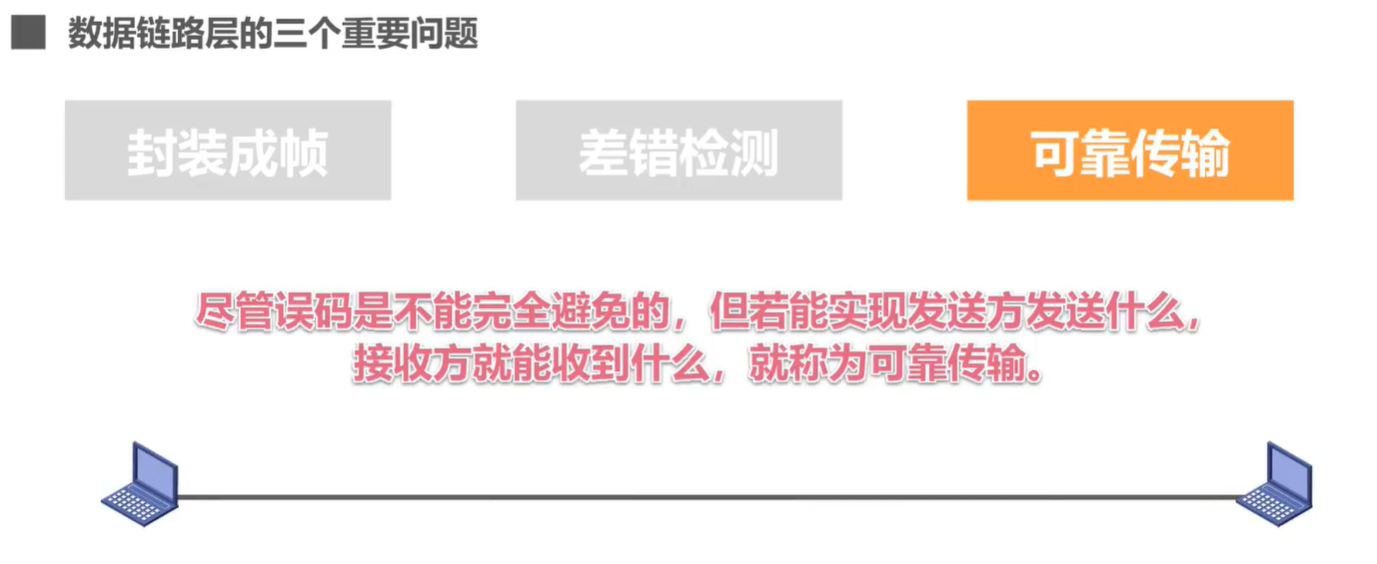 数据链路层的三个重要问题
封装成帧
差错检测
可靠传输
尽管误码是不能完全避免的，但若能实现发送方发送什么，
接收方就能收到什么，就称为可靠传输。